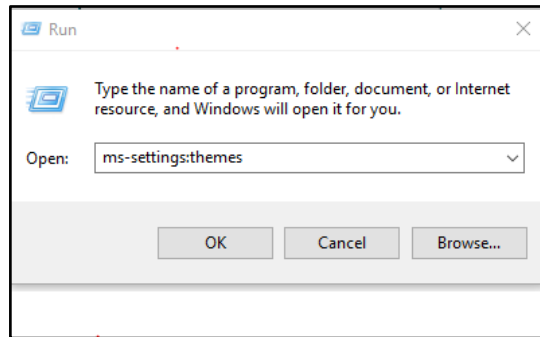 Run
Type the name of a program, folder, document, or Internet
resource, and Windows will open it for you.
Open: ms-settings:themes
OK Cancel Browse...